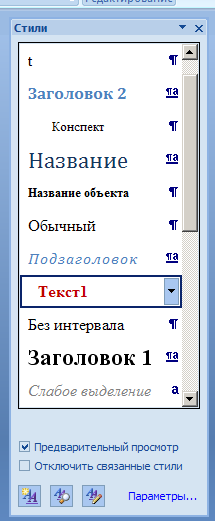 Редактирование
Стили
t
¶
Заголовок 2
¶a
Конспект
¶
Название
¶a
Название объекта
¶
Обычный
¶
Подзаголовок
¶a
Текст1
Без интервала
¶
Заголовок 1
¶a
Слабое выделение
a
Предварительный просмотр
Отключить связанные стили
Параметры...